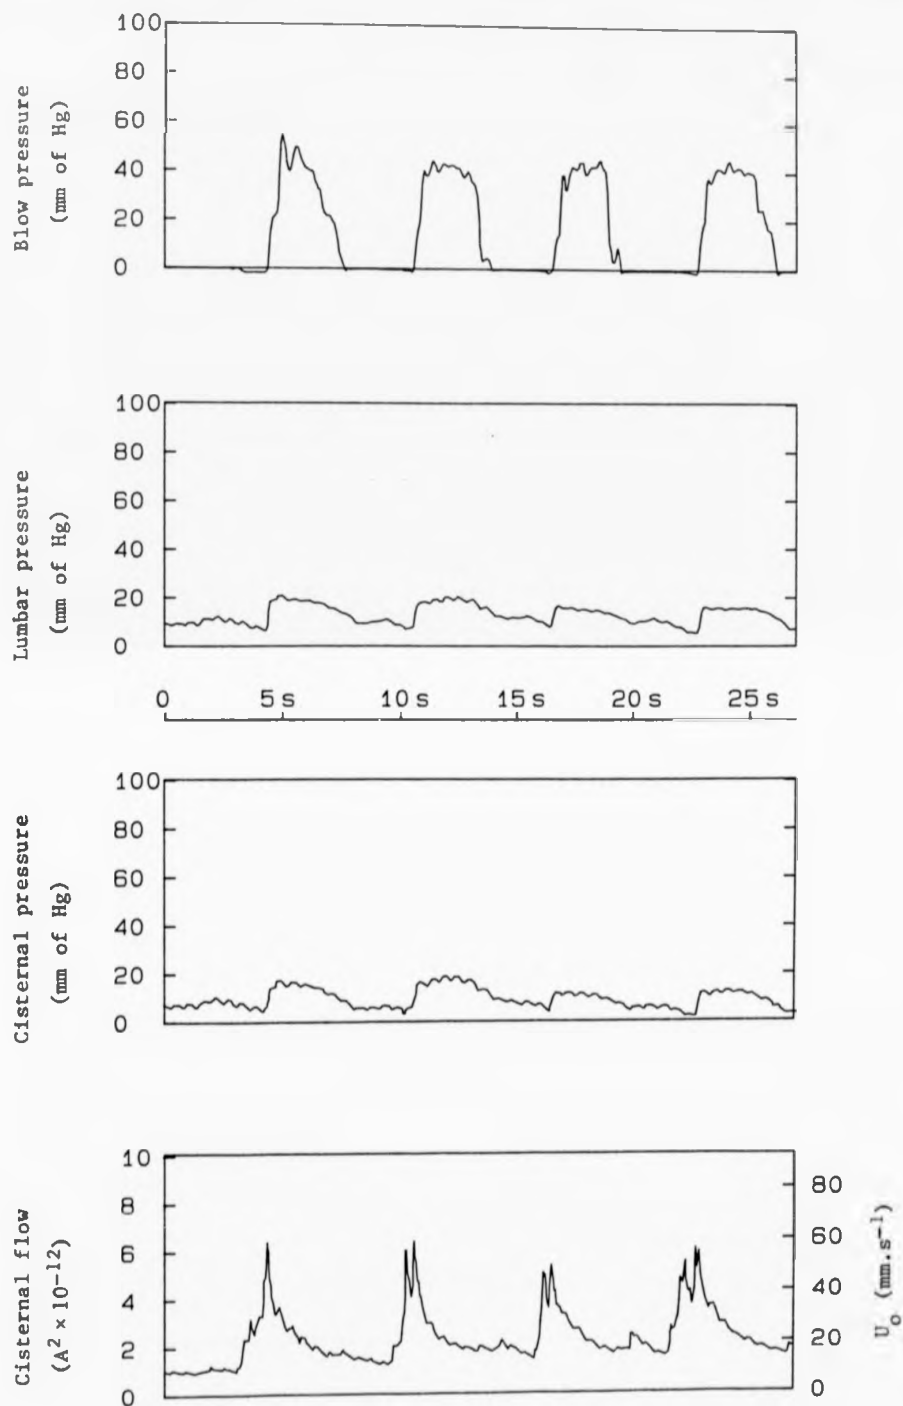 Blow pressure
(mm of Hg)
100
80
60
40
20
0
Lumbar pressure
(mm of Hg)
100
80
60
40
20
0
0 5 s 10 s 15 s 20 s 25 s
Cisternal pressure
(mm of Hg)
100
80
60
40
20
0
Cisternal flow
(A² × 10⁻¹²)
10
8
6
4
2
0
80
60
40
20
0
U₀ (mm.s⁻¹)